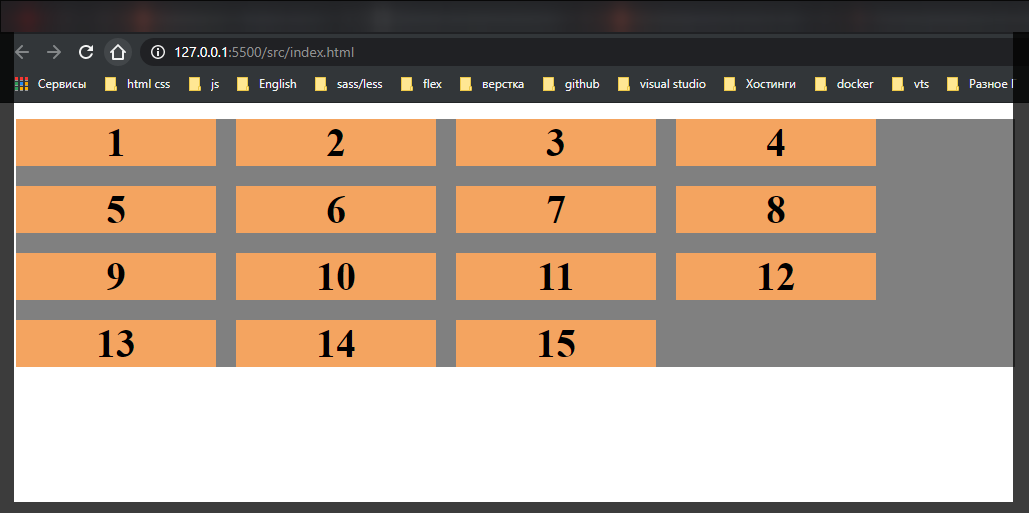 127.0.0.1:5500/src/index.html
Сервисы html css js English sass/less flex верстка github visual studio Хостинги docker vts Разное
1 2 3 4
5 6 7 8
9 10 11 12
13 14 15